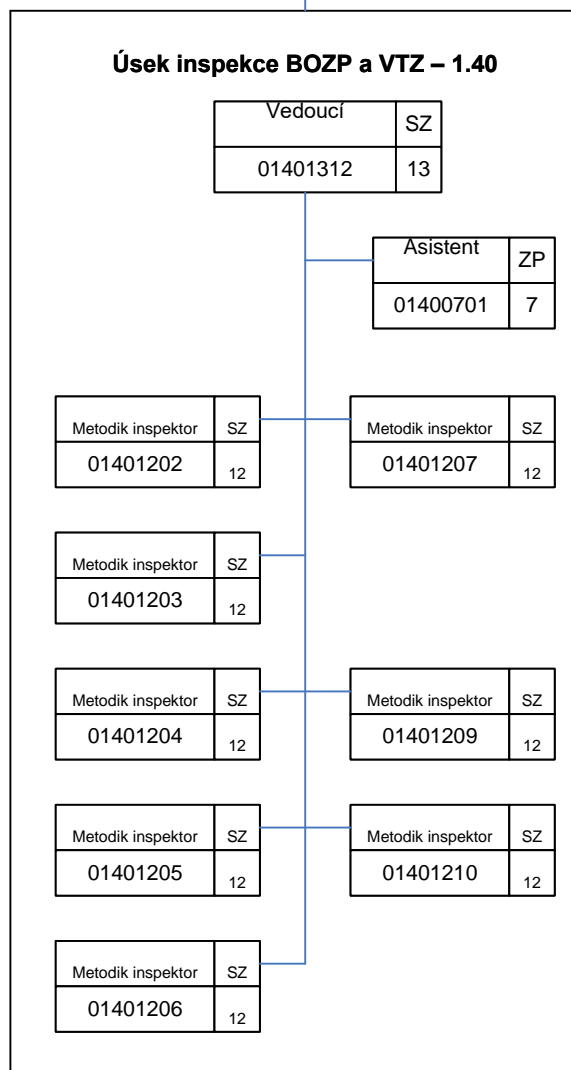 Úsek inspekce BOZP a VTZ – 1.40
Vedoucí SZ
01401312 13
Asistent ZP
01400701 7
Metodik inspektor SZ
01401202 12
Metodik inspektor SZ
01401207 12
Metodik inspektor SZ
01401203 12
Metodik inspektor SZ
01401204 12
Metodik inspektor SZ
01401209 12
Metodik inspektor SZ
01401205 12
Metodik inspektor SZ
01401210 12
Metodik inspektor SZ
01401206 12